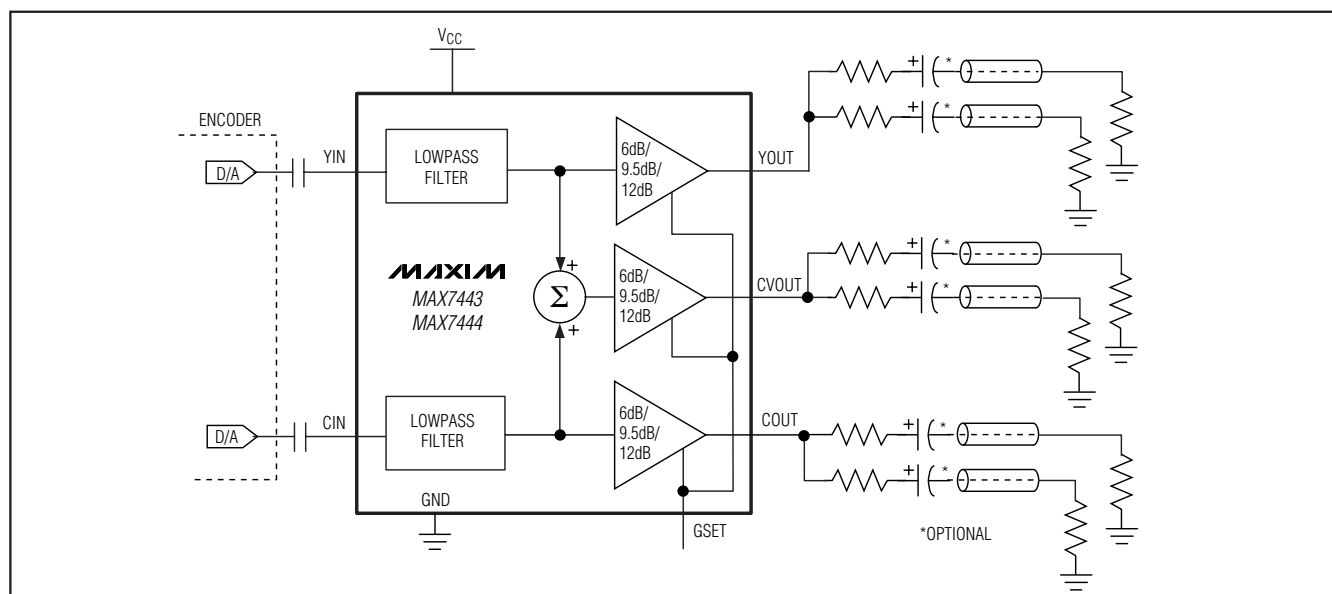 VCC
ENCODER
D/A
YIN
LOWPASS
FILTER
6dB/
9.5dB/
12dB
YOUT
+ *
+ *
MAXIM
MAX7443
MAX7444
+
Σ
+
6dB/
9.5dB/
12dB
CVOUT
+ *
+ *
D/A
CIN
LOWPASS
FILTER
6dB/
9.5dB/
12dB
COUT
+ *
+ *
GND
GSET
*OPTIONAL